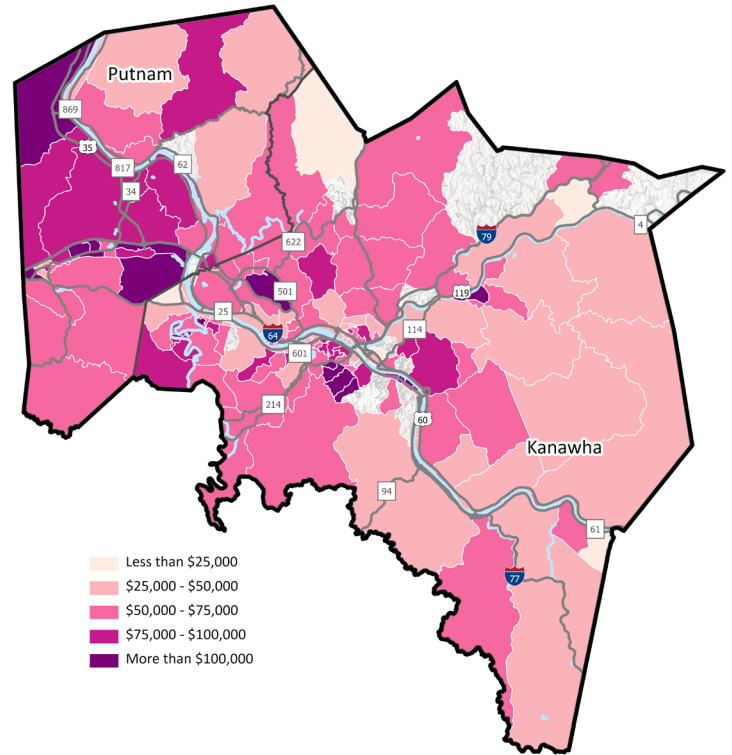 Putnam
869
35
817
62
34
622
79
4
501
119
25
64
114
601
214
60
Kanawha
94
61
77
Less than $25,000
$25,000 - $50,000
$50,000 - $75,000
$75,000 - $100,000
More than $100,000